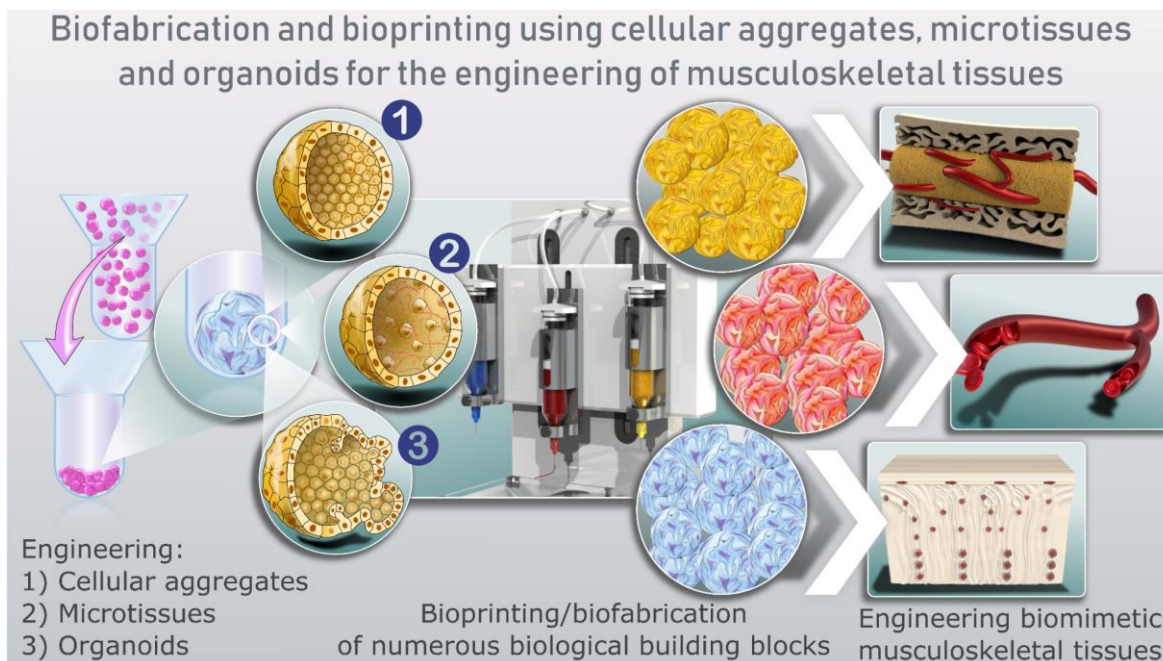 Biofabrication and bioprinting using cellular aggregates, microtissues
and organoids for the engineering of musculoskeletal tissues
1
2
3
Engineering:
1) Cellular aggregates
2) Microtissues
3) Organoids
Bioprinting/biofabrication
of numerous biological building blocks
Engineering biomimetic
musculoskeletal tissues